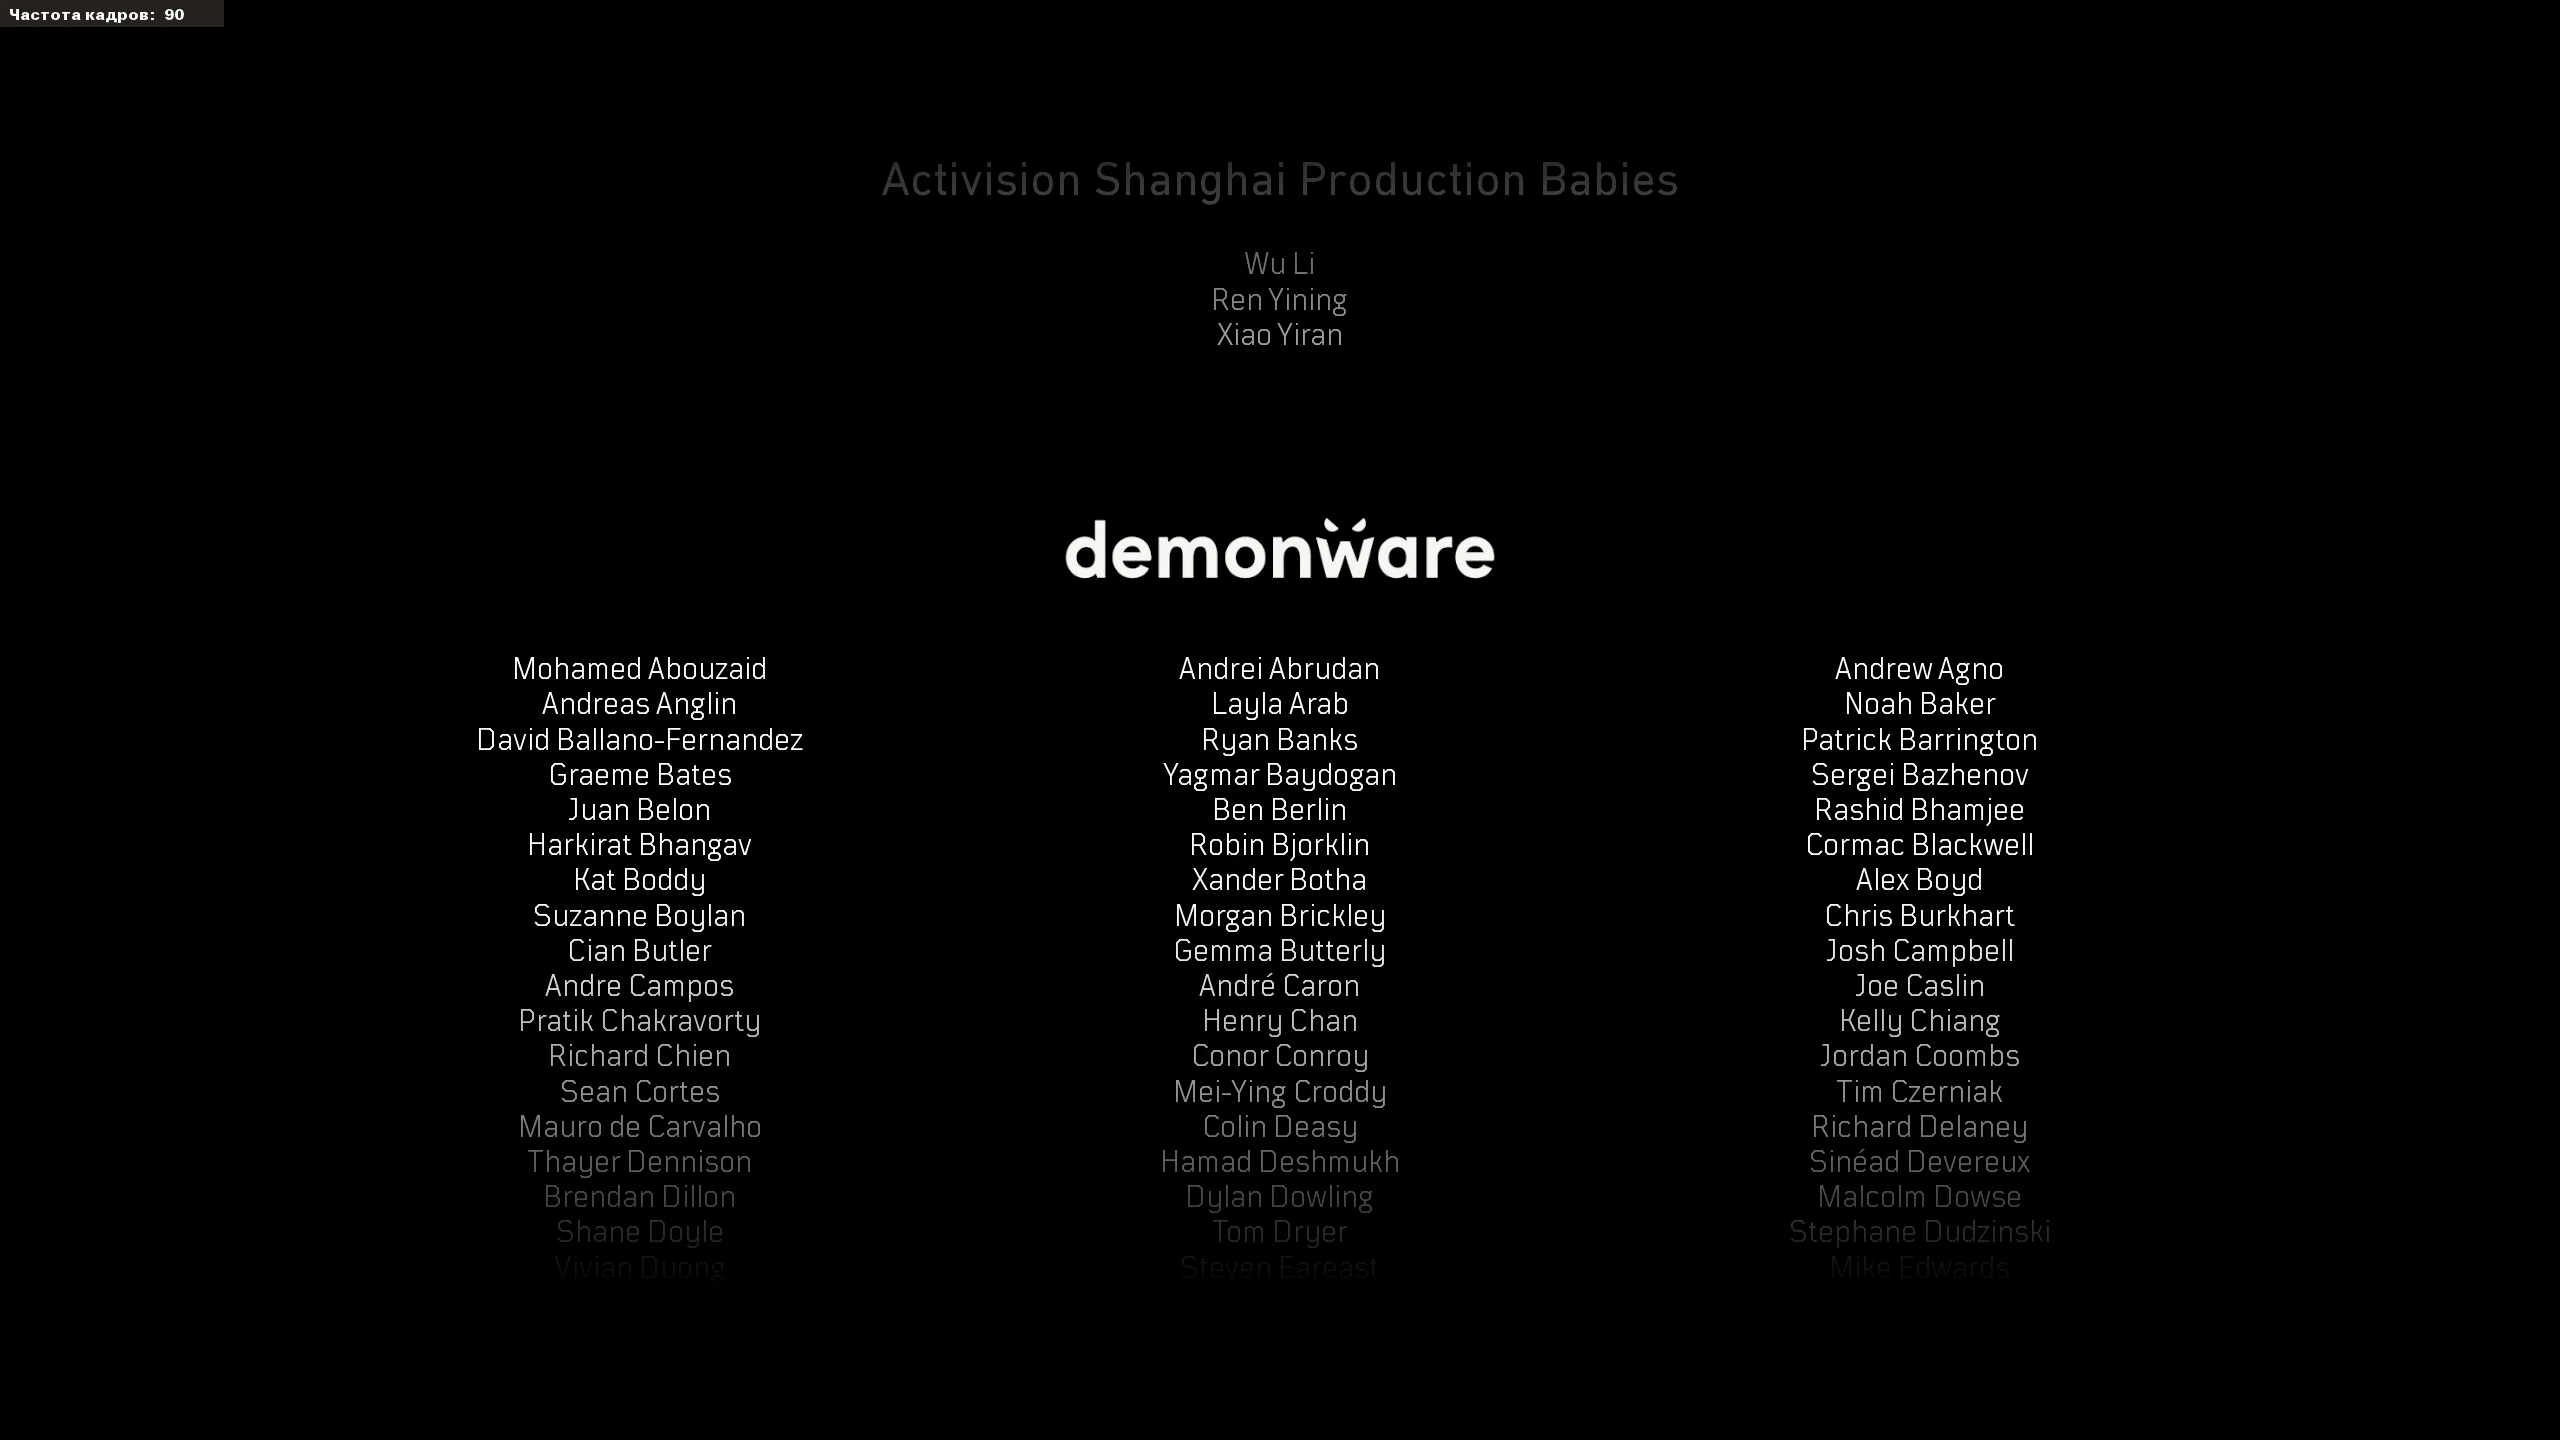 Частота кадров: 90
Activision Shanghai Production Babies
Wu Li
Ren Yining
Xiao Yiran
demonware
Mohamed Abouzaid Andrei Abrudan Andrew Agno
Andreas Anglin Layla Arab Noah Baker
David Ballano-Fernandez Ryan Banks Patrick Barrington
Graeme Bates Yagmar Baydogan Sergei Bazhenov
Juan Belon Ben Berlin Rashid Bhamjee
Harkirat Bhangav Robin Bjorklin Cormac Blackwell
Kat Boddy Xander Botha Alex Boyd
Suzanne Boylan Morgan Brickley Chris Burkhart
Cian Butler Gemma Butterly Josh Campbell
Andre Campos André Caron Joe Caslin
Pratik Chakravorty Henry Chan Kelly Chiang
Richard Chien Conor Conroy Jordan Coombs
Sean Cortes Mei-Ying Croddy Tim Czerniak
Mauro de Carvalho Colin Deasy Richard Delaney
Thayer Dennison Hamad Deshmukh Sinéad Devereux
Brendan Dillon Dylan Dowling Malcolm Dowse
Shane Doyle Tom Dryer Stephane Dudzinski
Vivian Duong Steven Eareast Mike Edwards